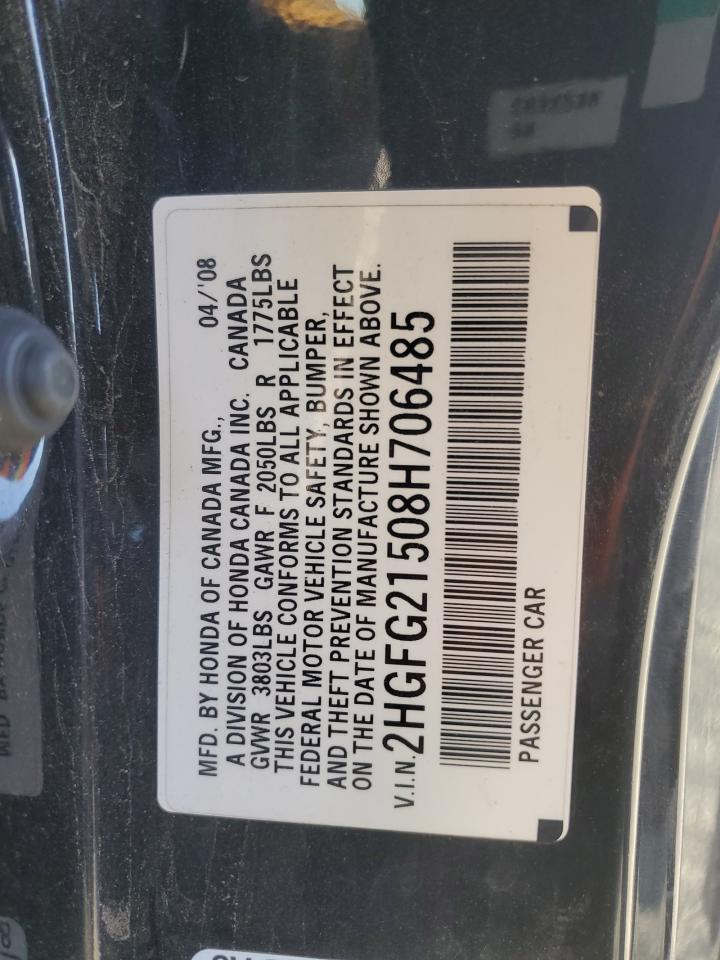 MFD. BY HONDA OF CANADA MFG., 04/'08
A DIVISION OF HONDA CANADA INC. CANADA
GVWR 3803LBS GAWR F 2050LBS R 1775LBS
THIS VEHICLE CONFORMS TO ALL APPLICABLE
FEDERAL MOTOR VEHICLE SAFETY, BUMPER,
AND THEFT PREVENTION STANDARDS IN EFFECT
ON THE DATE OF MANUFACTURE SHOWN ABOVE.
V.I.N. 2HGFG21508H706485
PASSENGER CAR